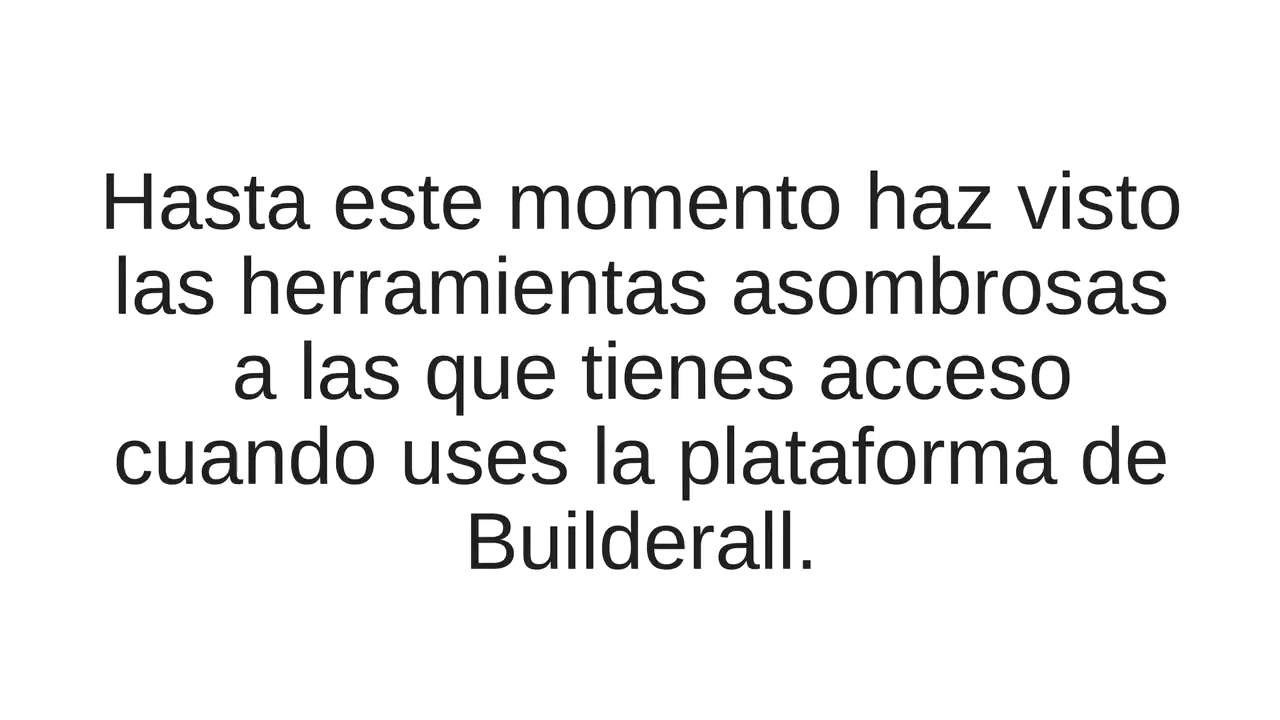 Hasta este momento haz visto
las herramientas asombrosas
a las que tienes acceso
cuando uses la plataforma de
Builderall.